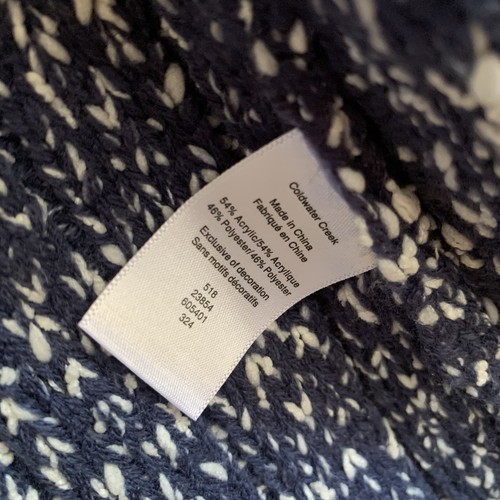 Coldwater Creek
Made in China
Fabriqué en Chine
54% Acrylic/54% Acrylique
46% Polyester/46% Polyester
Exclusive of decoration
Sans motifs décoratifs
518
23854
605401
324